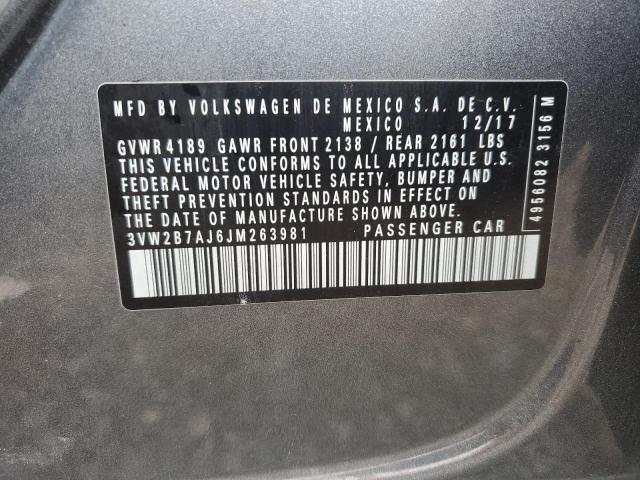 MFD BY VOLKSWAGEN DE MEXICO S.A. DE C.V.
MEXICO 12/17
GVWR 4189 GAWR FRONT 2138 / REAR 2161 LBS
THIS VEHICLE CONFORMS TO ALL APPLICABLE U.S.
FEDERAL MOTOR VEHICLE SAFETY, BUMPER AND
THEFT PREVENTION STANDARDS IN EFFECT ON
THE DATE OF MANUFACTURE SHOWN ABOVE.
3VW2B7AJ6JM263981 PASSENGER CAR
4956082 3156 M